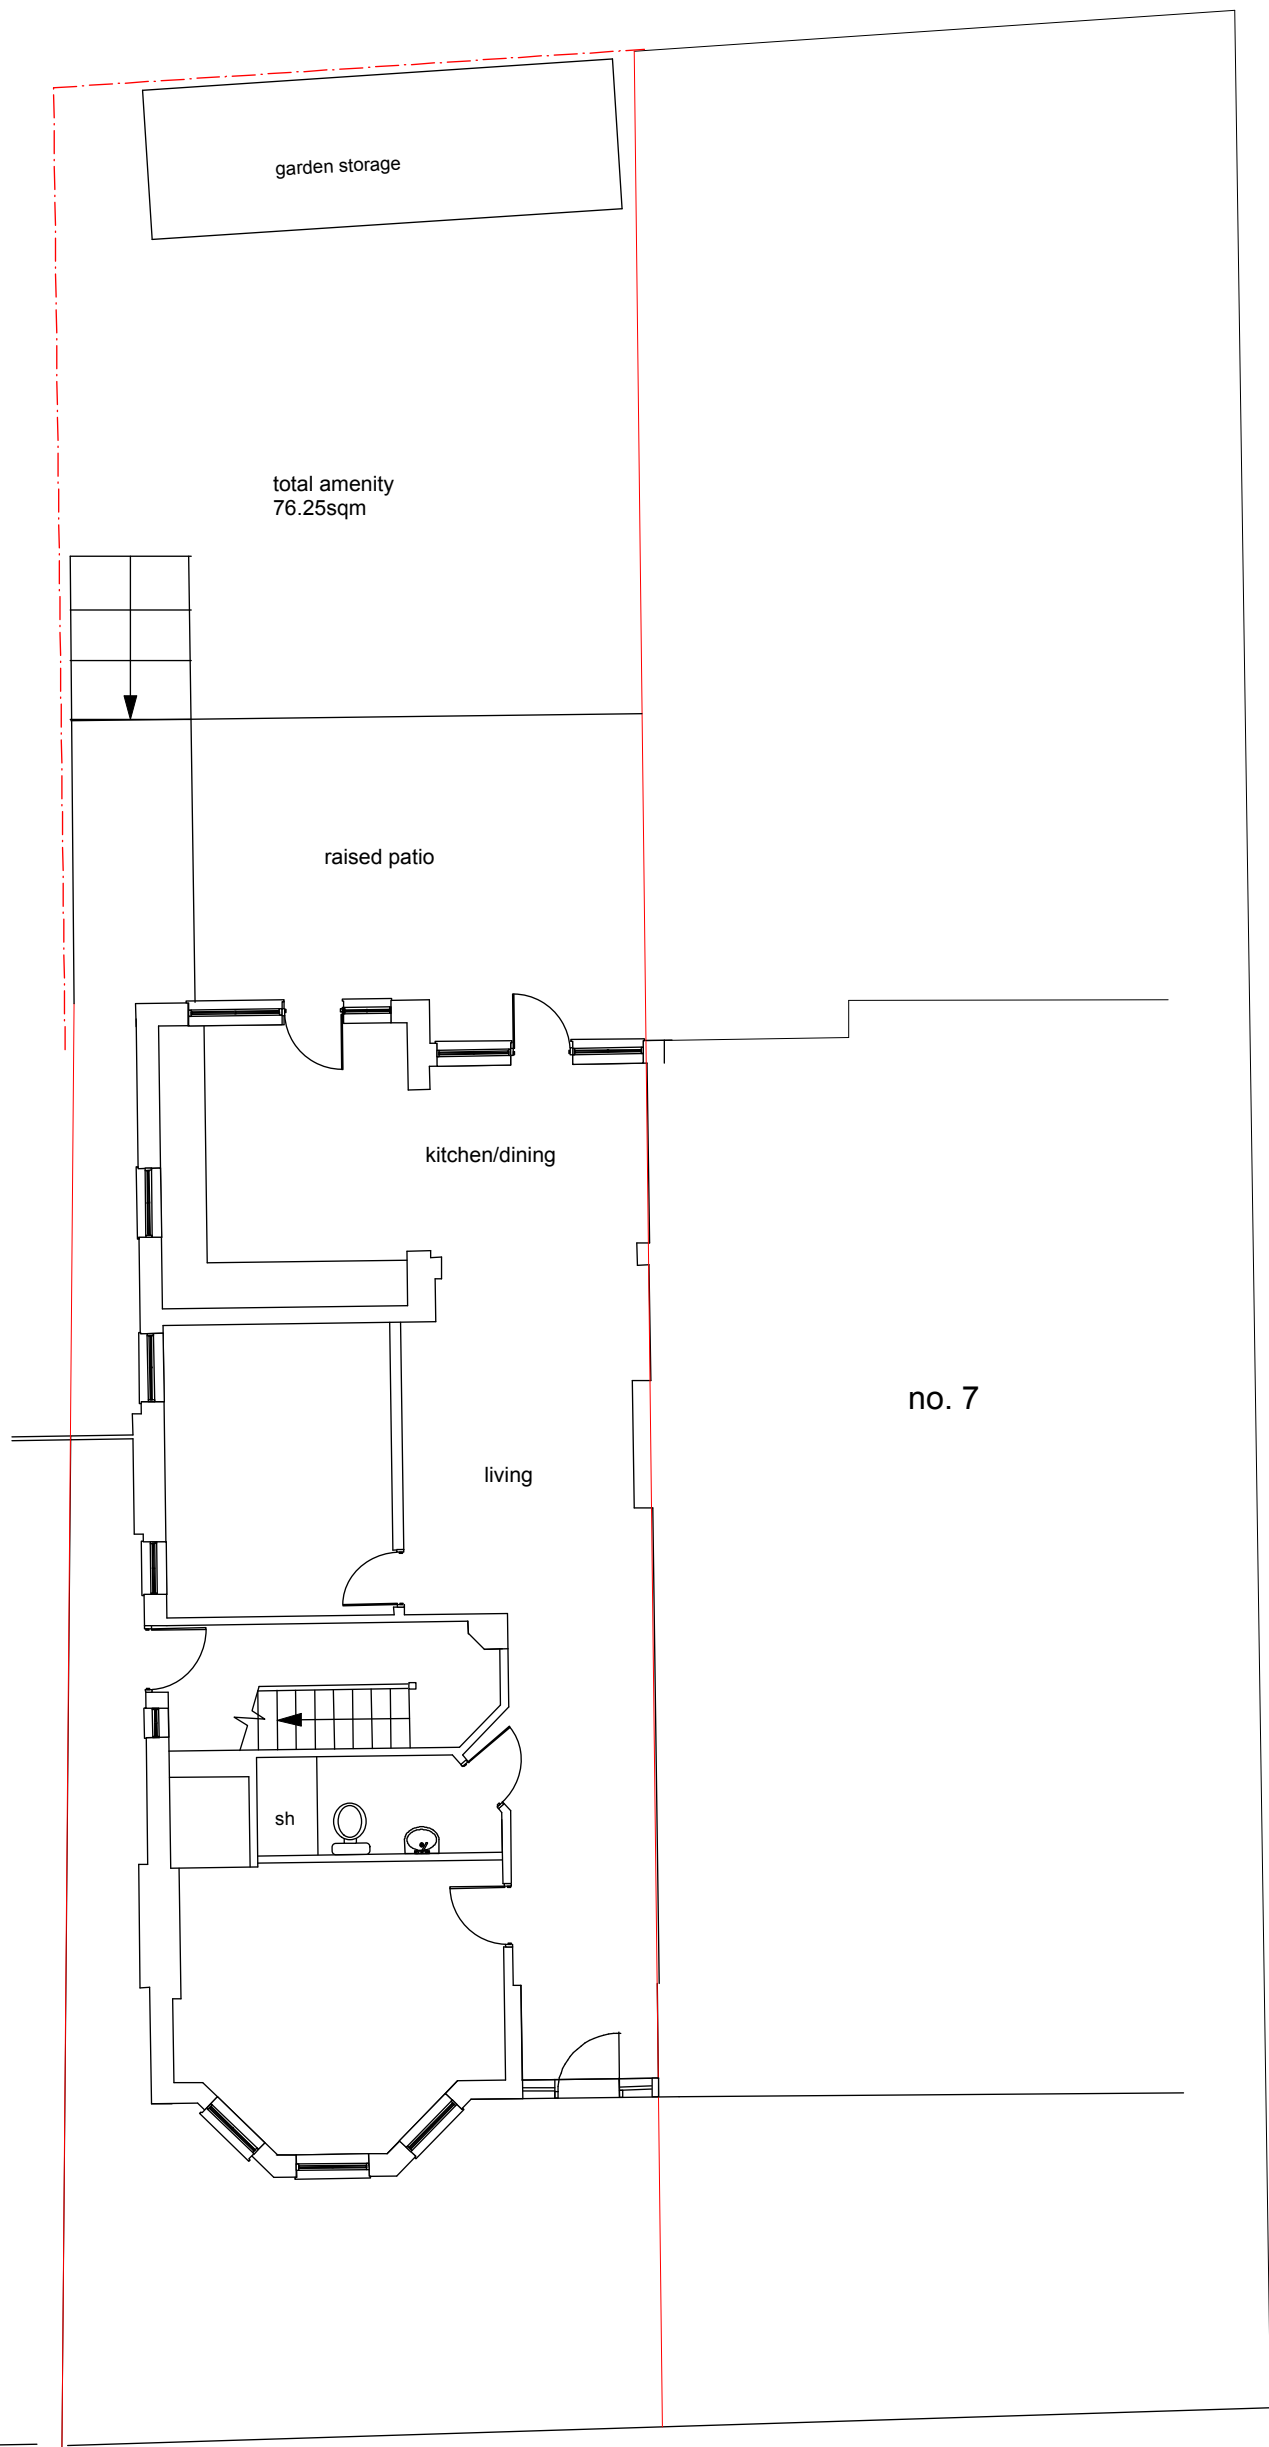 garden storage
total amenity
76.25sqm
raised patio
kitchen/dining
no. 7
living
sh